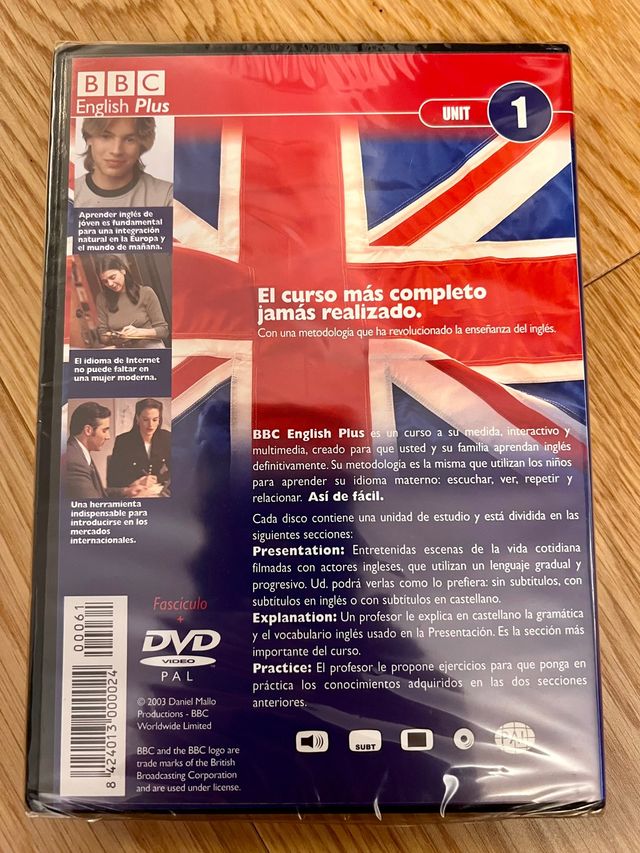 BBC
English Plus
UNIT 1
Aprender inglés de
jóven es fundamental
para una integración
natural en la Europa y
el mundo de mañana.
El idioma de Internet
no puede faltar en
una mujer moderna.
Una herramienta
indispensable para
introducirse en los
mercados
internacionales.
El curso más completo
jamás realizado.
Con una metodología que ha revolucionado la enseñanza del inglés.
BBC English Plus es un curso a su medida, interactivo y
multimedia, creado para que usted y su familia aprendan inglés
definitivamente. Su metodología es la misma que utilizan los niños
para aprender su idioma materno: escuchar, ver, repetir y
relacionar. Así de fácil.
Cada disco contiene una unidad de estudio y está dividida en las
siguientes secciones:
Presentation: Entretenidas escenas de la vida cotidiana
filmadas con actores ingleses, que utilizan un lenguaje gradual y
progresivo. Ud. podrá verlas como lo prefiera: sin subtítulos, con
subtítulos en inglés o con subtítulos en castellano.
Explanation: Un profesor le explica en castellano la gramática
y el vocabulario inglés usado en la Presentación. Es la sección más
importante del curso.
Practice: El profesor le propone ejercicios para que ponga en
práctica los conocimientos adquiridos en las dos secciones
anteriores.
00061
8 424013 000024
Fascículo
+
DVD
VIDEO
PAL
© 2003 Daniel Mallo
Productions - BBC
Worldwide Limited
BBC and the BBC logo are
trade marks of the British
Broadcasting Corporation
and are used under license.
SUBT
PAL